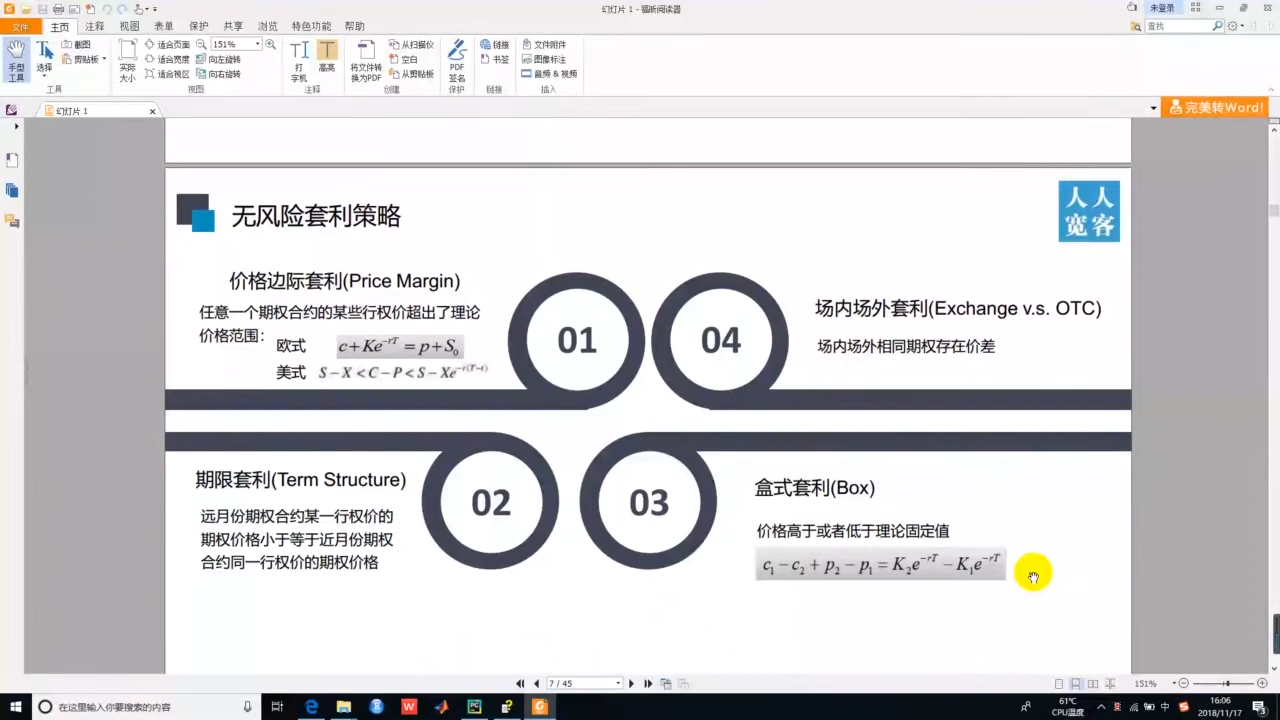 幻灯片 1 - 福昕阅读器
未登录
文件 主页 注释 视图 表单 保护 共享 浏览 特色功能 帮助
查找
手型工具
选择
截图
剪贴板
工具
实际大小
适合页面
适合宽度
适合视区
151%
向左旋转
向右旋转
视图
打字机
高亮
注释
将文件转换为PDF
从扫描仪
空白
从剪贴板
创建
PDF签名
保护
链接
书签
链接
文件附件
图像标注
音频 & 视频
插入
幻灯片 1
完美转Word!
无风险套利策略
人人
宽客
价格边际套利(Price Margin)
任意一个期权合约的某些行权价超出了理论
价格范围：
欧式 c+Ke^{-rT} = p+S_0
美式 S-X<C-P<S-Xe^{-r(T-t)}
01
04
场内场外套利(Exchange v.s. OTC)
场内场外相同期权存在价差
期限套利(Term Structure)
远月份期权合约某一行权价的
期权价格小于等于近月份期权
合约同一行权价的期权价格
02
03
盒式套利(Box)
价格高于或者低于理论固定值
c_1-c_2+p_2-p_1=K_2e^{-rT}-K_1e^{-rT}
7 / 45
151%
在这里输入你要搜索的内容
61℃
CPU温度
中
16:06
2018/11/17